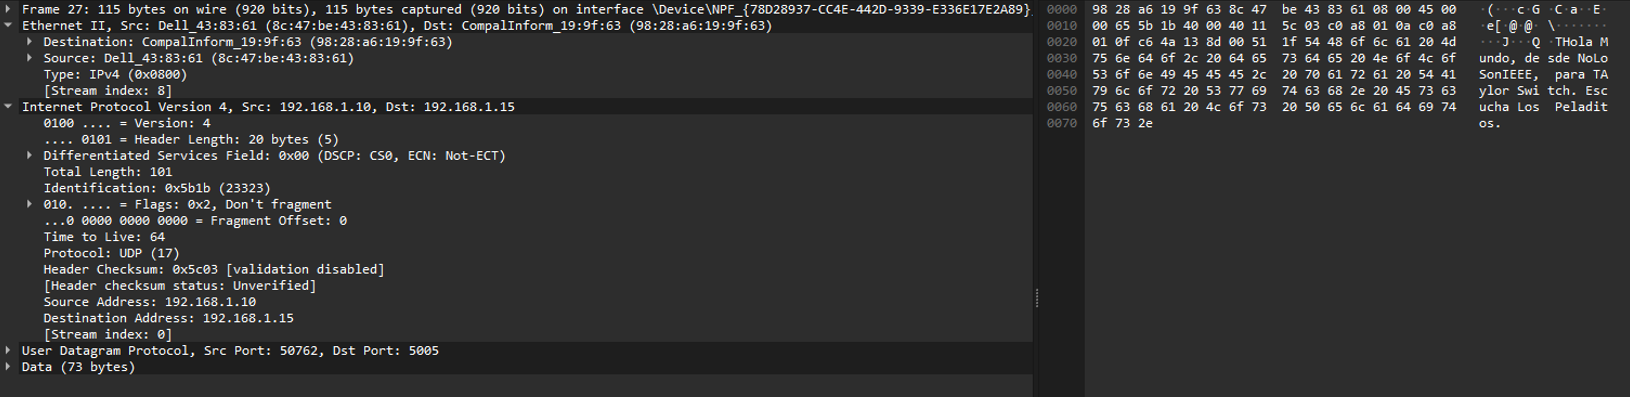 Frame 27: 115 bytes on wire (920 bits), 115 bytes captured (920 bits) on interface \Device\NPF_{78D28937-CC4E-442D-9339-E336E17E2A89},
Ethernet II, Src: Dell_43:83:61 (8c:47:be:43:83:61), Dst: CompalInform_19:9f:63 (98:28:a6:19:9f:63)
Destination: CompalInform_19:9f:63 (98:28:a6:19:9f:63)
Source: Dell_43:83:61 (8c:47:be:43:83:61)
Type: IPv4 (0x0800)
[Stream index: 8]
Internet Protocol Version 4, Src: 192.168.1.10, Dst: 192.168.1.15
0100 .... = Version: 4
.... 0101 = Header Length: 20 bytes (5)
Differentiated Services Field: 0x00 (DSCP: CS0, ECN: Not-ECT)
Total Length: 101
Identification: 0x5b1b (23323)
010. .... = Flags: 0x2, Don't fragment
...0 0000 0000 0000 = Fragment Offset: 0
Time to Live: 64
Protocol: UDP (17)
Header Checksum: 0x5c03 [validation disabled]
[Header checksum status: Unverified]
Source Address: 192.168.1.10
Destination Address: 192.168.1.15
[Stream index: 0]
User Datagram Protocol, Src Port: 50762, Dst Port: 5005
Data (73 bytes)
0000 98 28 a6 19 9f 63 8c 47 be 43 83 61 08 00 45 00 ·(···c·G ·C·a··E·
0010 00 65 5b 1b 40 00 40 11 5c 03 c0 a8 01 0a c0 a8 ·e[·@·@· \·······
0020 01 0f c6 4a 13 8d 00 51 1f 54 48 6f 6c 61 20 4d ···J···Q ·THola M
0030 75 6e 64 6f 2c 20 64 65 73 64 65 20 4e 6f 4c 6f undo, de sde NoLo
0040 53 6f 6e 49 45 45 45 2c 20 70 61 72 61 20 54 41 SonIEEE, para TA
0050 79 6c 6f 72 20 53 77 69 74 63 68 2e 20 45 73 63 ylor Swi tch. Esc
0060 75 63 68 61 20 4c 6f 73 20 50 65 6c 61 64 69 74 ucha Los Peladit
0070 6f 73 2e os.